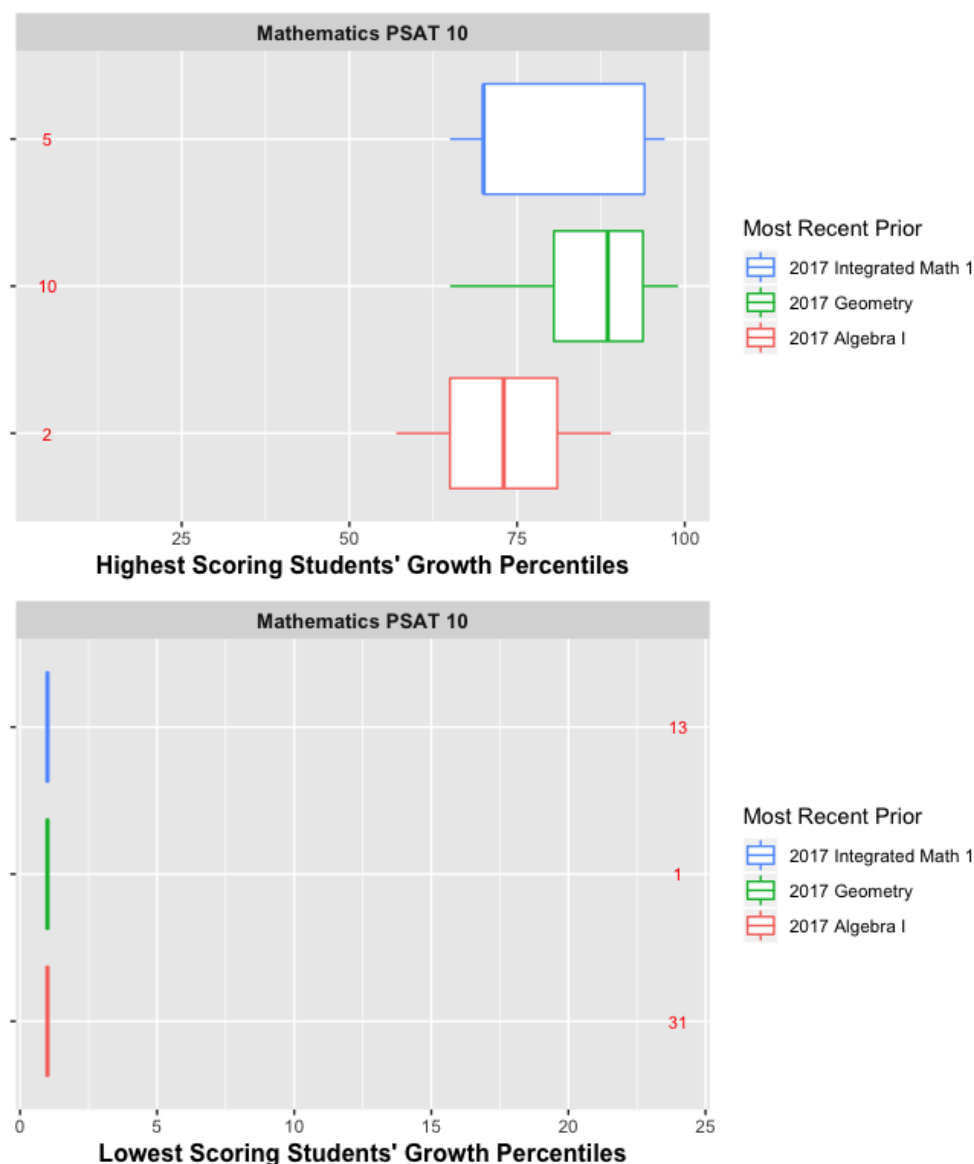 Mathematics PSAT 10
5
10
2
25 50 75 100
Highest Scoring Students' Growth Percentiles
Most Recent Prior
2017 Integrated Math 1
2017 Geometry
2017 Algebra I
Mathematics PSAT 10
13
1
31
0 5 10 15 20 25
Lowest Scoring Students' Growth Percentiles
Most Recent Prior
2017 Integrated Math 1
2017 Geometry
2017 Algebra I